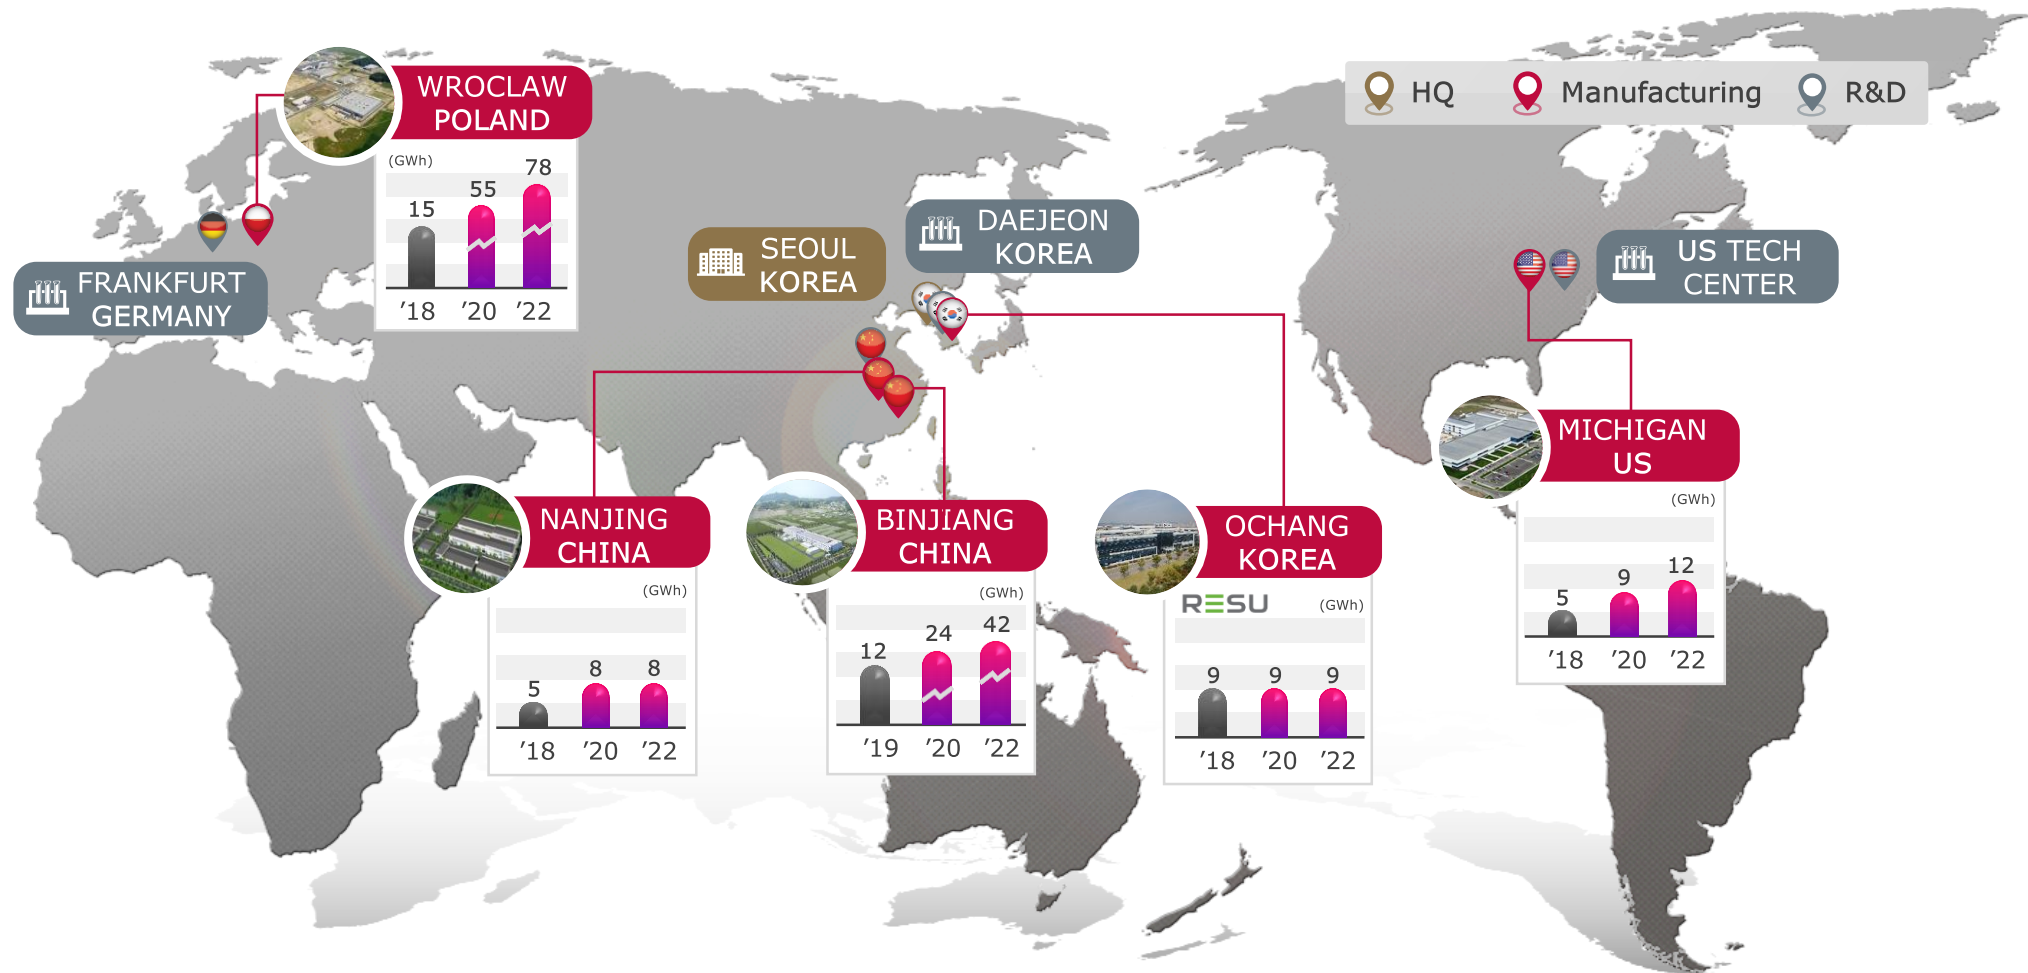 HQ
Manufacturing
R&D
WROCLAW
POLAND
(GWh)
15
55
78
’18
’20
’22
FRANKFURT
GERMANY
SEOUL
KOREA
DAEJEON
KOREA
US TECH
CENTER
NANJING
CHINA
(GWh)
5
8
8
’18
’20
’22
BINJIANG
CHINA
(GWh)
12
24
42
’19
’20
’22
OCHANG
KOREA
RESU
(GWh)
9
9
9
’18
’20
’22
MICHIGAN
US
(GWh)
5
9
12
’18
’20
’22